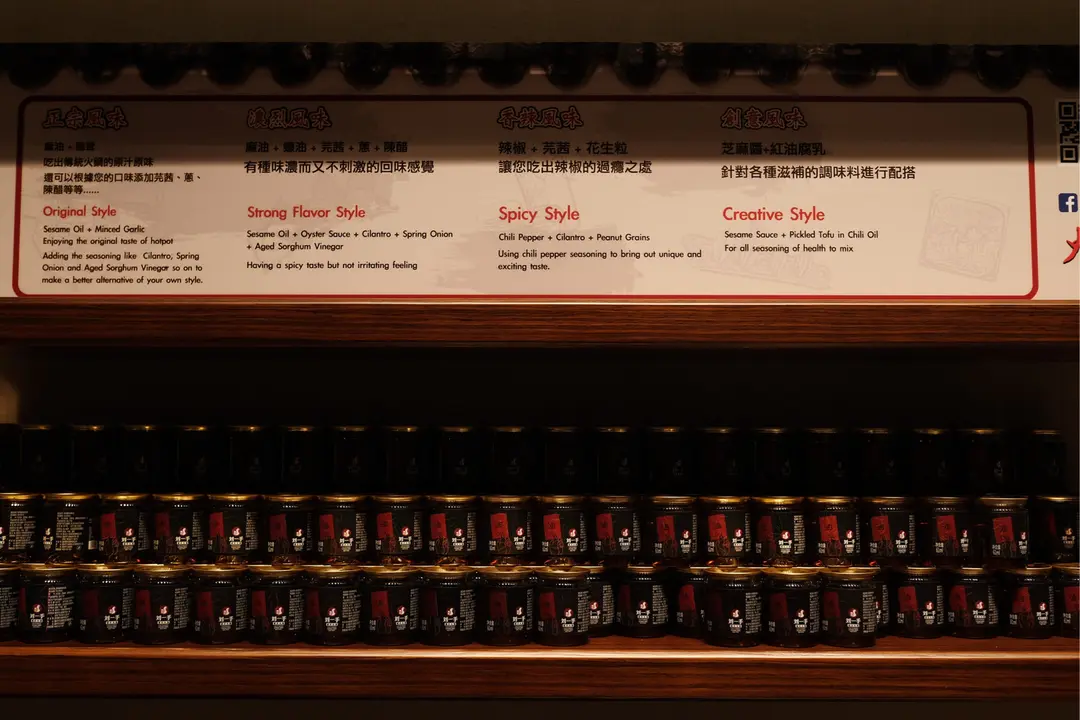 正宗風味
麻油 + 蒜蓉
吃出傳統火鍋的原汁原味
還可以根據您的口味添加芫茜、蔥、
陳醋等等......
Original Style
Sesame Oil + Minced Garlic
Enjoying the original taste of hotpot
Adding the seasoning like Cilantro, Spring
Onion and Aged Sorghum Vinegar so on to
make a better alternative of your own style.
濃烈風味
麻油 + 蠔油 + 芫茜 + 蔥 + 陳醋
有種味濃而又不刺激的回味感覺
Strong Flavor Style
Sesame Oil + Oyster Sauce + Cilantro + Spring Onion
+ Aged Sorghum Vinegar
Having a spicy taste but not irritating feeling
香辣風味
辣椒 + 芫茜 + 花生粒
讓您吃出辣椒的過癮之處
Spicy Style
Chili Pepper + Cilantro + Peanut Grains
Using chili pepper seasoning to bring out unique and
exciting taste.
創意風味
芝麻醬+紅油腐乳
針對各種滋補的調味料進行配搭
Creative Style
Sesame Sauce + Pickled Tofu in Chili Oil
For all seasoning of health to mix